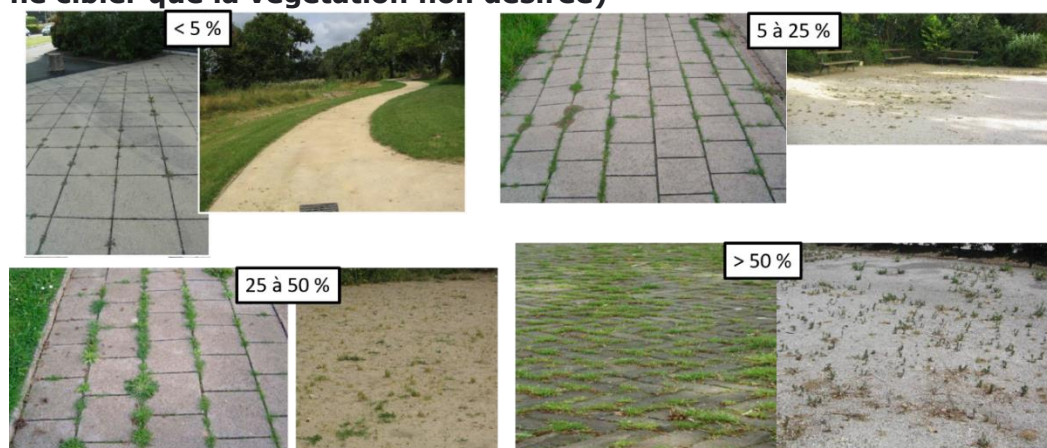 ne cibler que la végétation non désirée)
< 5 %
5 à 25 %
25 à 50 %
> 50 %